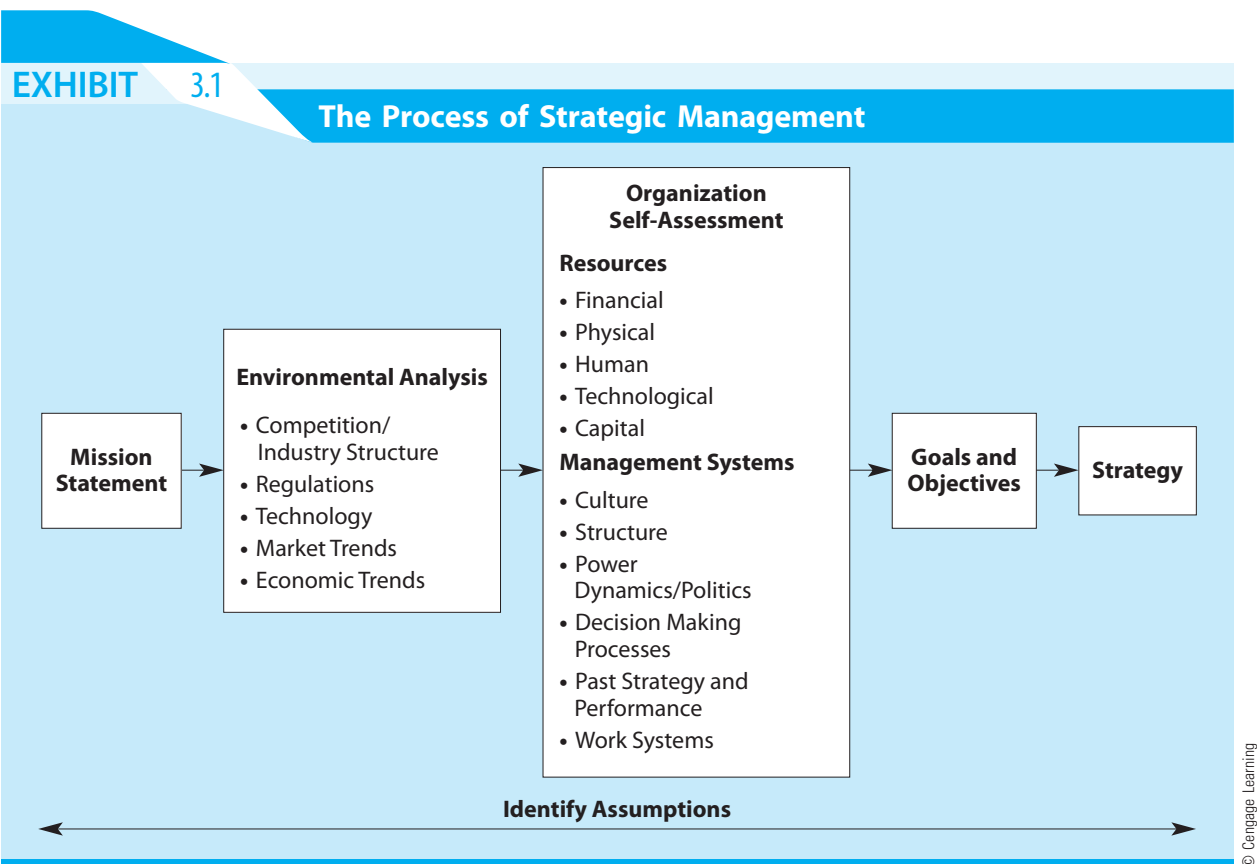 EXHIBIT 3.1
The Process of Strategic Management
Mission
Statement
Environmental Analysis
• Competition/
Industry Structure
• Regulations
• Technology
• Market Trends
• Economic Trends
Organization
Self-Assessment
Resources
• Financial
• Physical
• Human
• Technological
• Capital
Management Systems
• Culture
• Structure
• Power
Dynamics/Politics
• Decision Making
Processes
• Past Strategy and
Performance
• Work Systems
Goals and
Objectives
Strategy
Identify Assumptions
© Cengage Learning